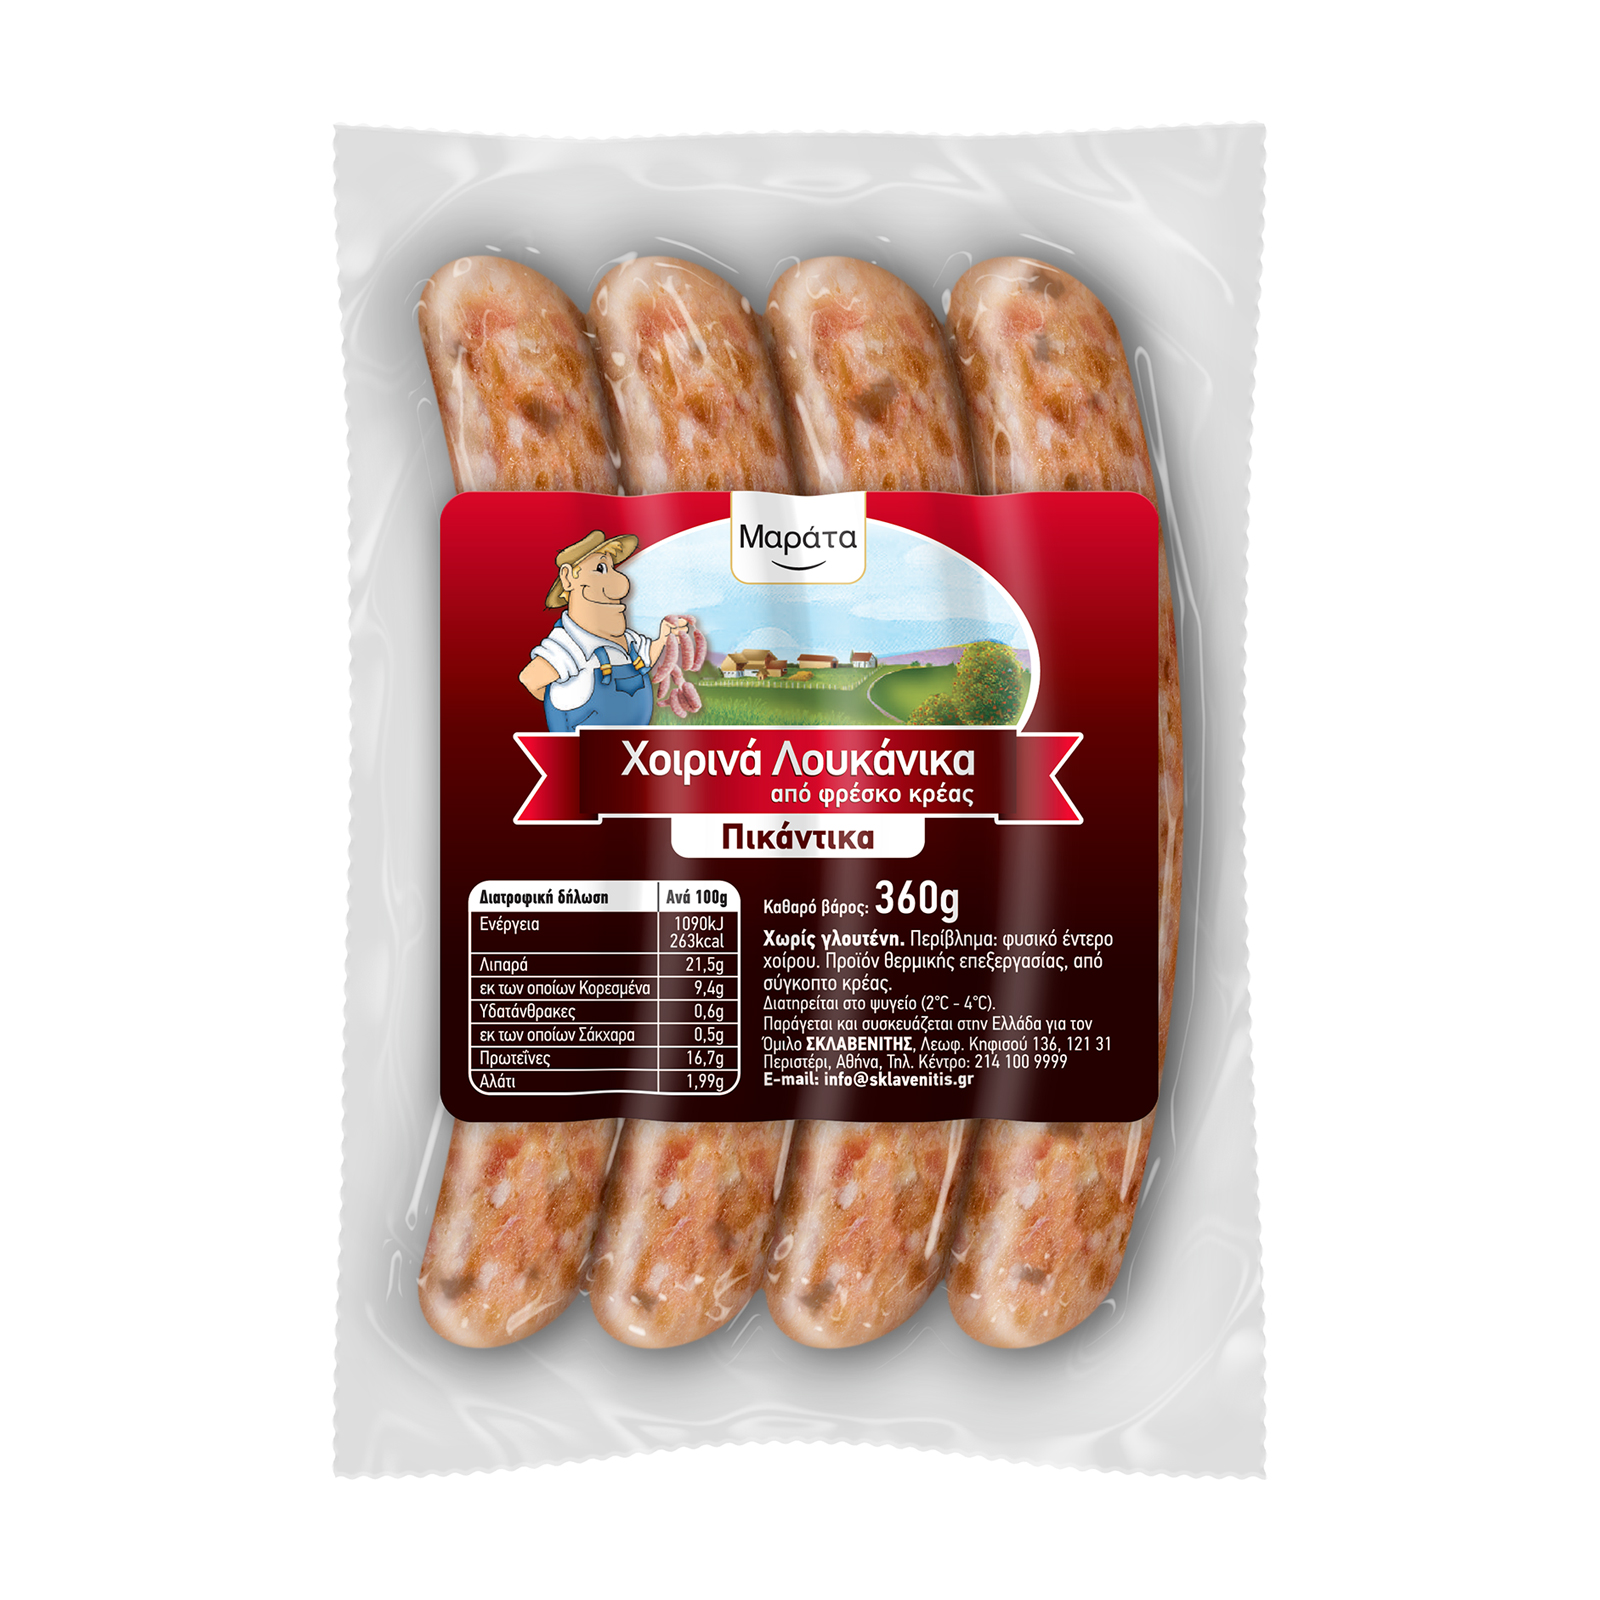 Μαράτα
Χοιρινά Λουκάνικα
από φρέσκο κρέας
Πικάντικα
Διατροφική δήλωση Ανά 100g
Ενέργεια 1090kJ
263kcal
Λιπαρά 21,5g
εκ των οποίων Κορεσμένα 9,4g
Υδατάνθρακες 0,6g
εκ των οποίων Σάκχαρα 0,5g
Πρωτεΐνες 16,7g
Αλάτι 1,99g
Καθαρό βάρος: 360g
Χωρίς γλουτένη. Περίβλημα: φυσικό έντερο
χοίρου. Προϊόν θερμικής επεξεργασίας, από
σύγκοπτο κρέας.
Διατηρείται στο ψυγείο (2°C - 4°C).
Παράγεται και συσκευάζεται στην Ελλάδα για τον
Όμιλο ΣΚΛΑΒΕΝΙΤΗΣ, Λεωφ. Κηφισού 136, 121 31
Περιστέρι, Αθήνα, Τηλ. Κέντρο: 214 100 9999
E-mail: info@sklavenitis.gr